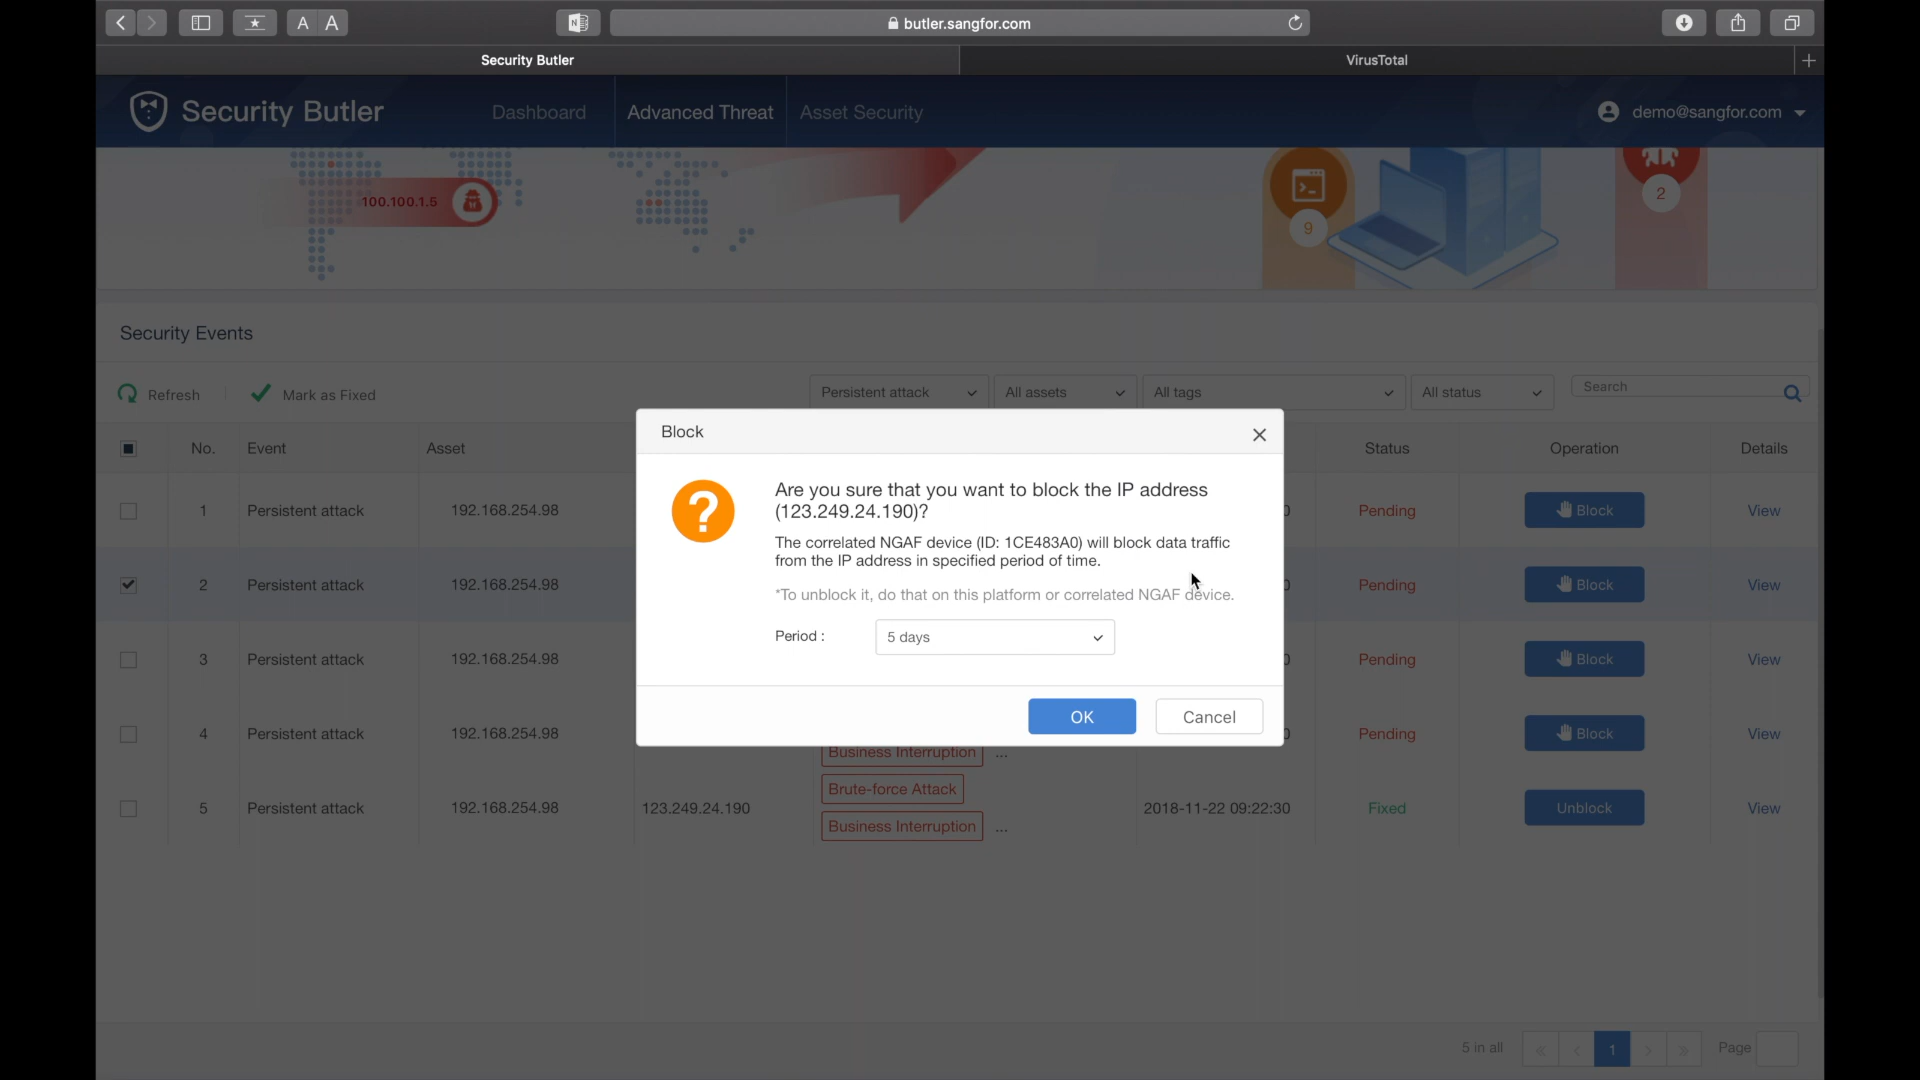 A A
butler.sangfor.com
Security Butler
VirusTotal
Security Butler
Dashboard
Advanced Threat
Asset Security
demo@sangfor.com
100.100.1.5
9
2
Security Events
Refresh
Mark as Fixed
Persistent attack
All assets
All tags
All status
Search
No.
Event
Asset
Status
Operation
Details
1
Persistent attack
192.168.254.98
Pending
Block
View
2
Persistent attack
192.168.254.98
Pending
Block
View
3
Persistent attack
192.168.254.98
Pending
Block
View
4
Persistent attack
192.168.254.98
Pending
Block
View
Block
Are you sure that you want to block the IP address
(123.249.24.190)?
The correlated NGAF device (ID: 1CE483A0) will block data traffic
from the IP address in specified period of time.
*To unblock it, do that on this platform or correlated NGAF device.
Period :
5 days
OK
Cancel
Business Interruption
...
5
Persistent attack
192.168.254.98
123.249.24.190
Brute-force Attack
Business Interruption
...
2018-11-22 09:22:30
Fixed
Unblock
View
5 in all
« < 1 > »
Page